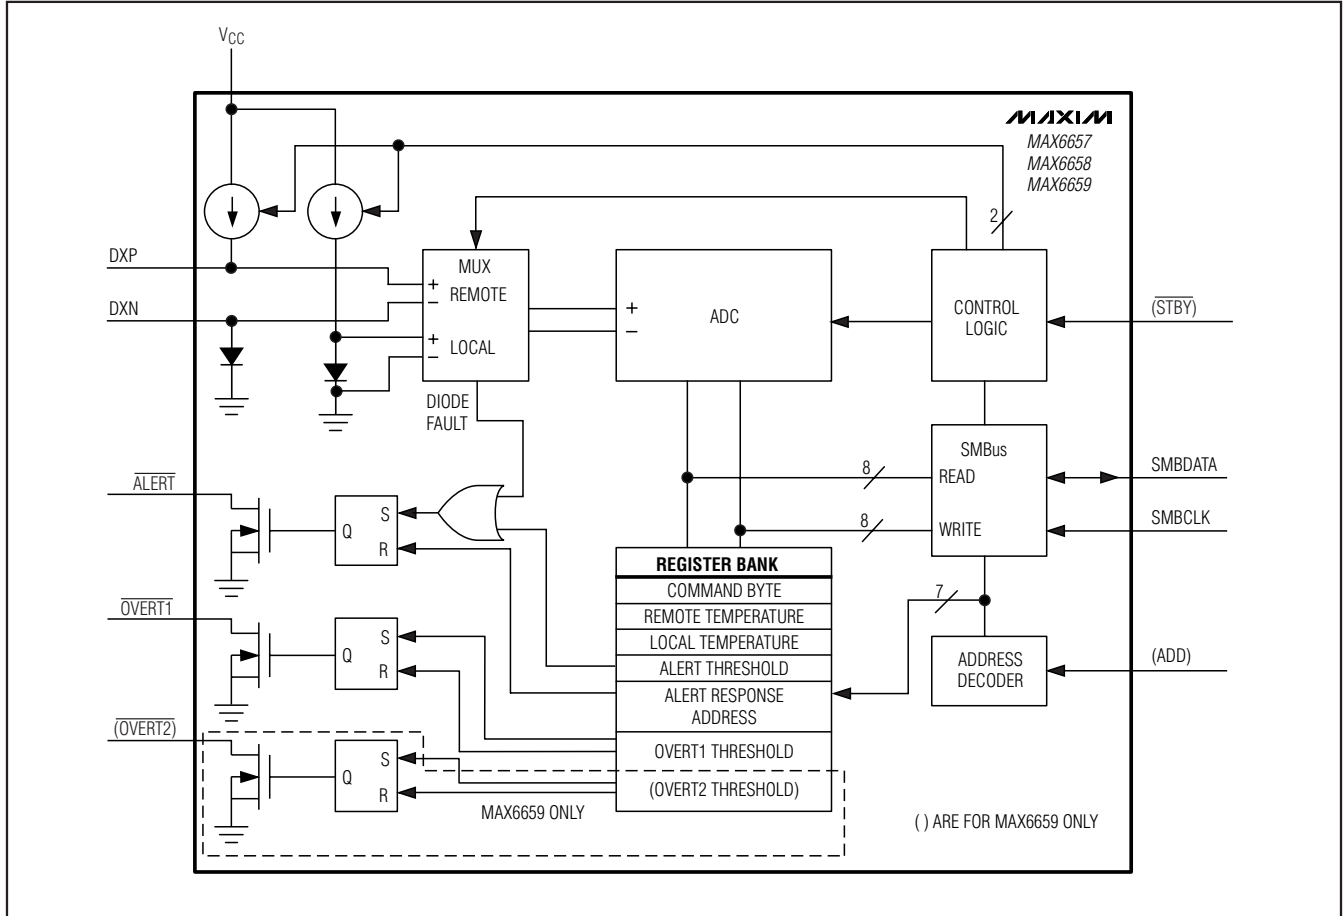 VCC
MAXIM
MAX6657
MAX6658
MAX6659
2
DXP
DXN
MUX
+
REMOTE
−
+
LOCAL
−
DIODE
FAULT
+
−
ADC
CONTROL
LOGIC
(STBY)
SMBus
READ
WRITE
8
8
SMBDATA
SMBCLK
7
ADDRESS
DECODER
(ADD)
REGISTER BANK
COMMAND BYTE
REMOTE TEMPERATURE
LOCAL TEMPERATURE
ALERT THRESHOLD
ALERT RESPONSE
ADDRESS
OVERT1 THRESHOLD
(OVERT2 THRESHOLD)
ALERT
Q
S
R
OVERT1
Q
S
R
(OVERT2)
Q
S
R
MAX6659 ONLY
( ) ARE FOR MAX6659 ONLY